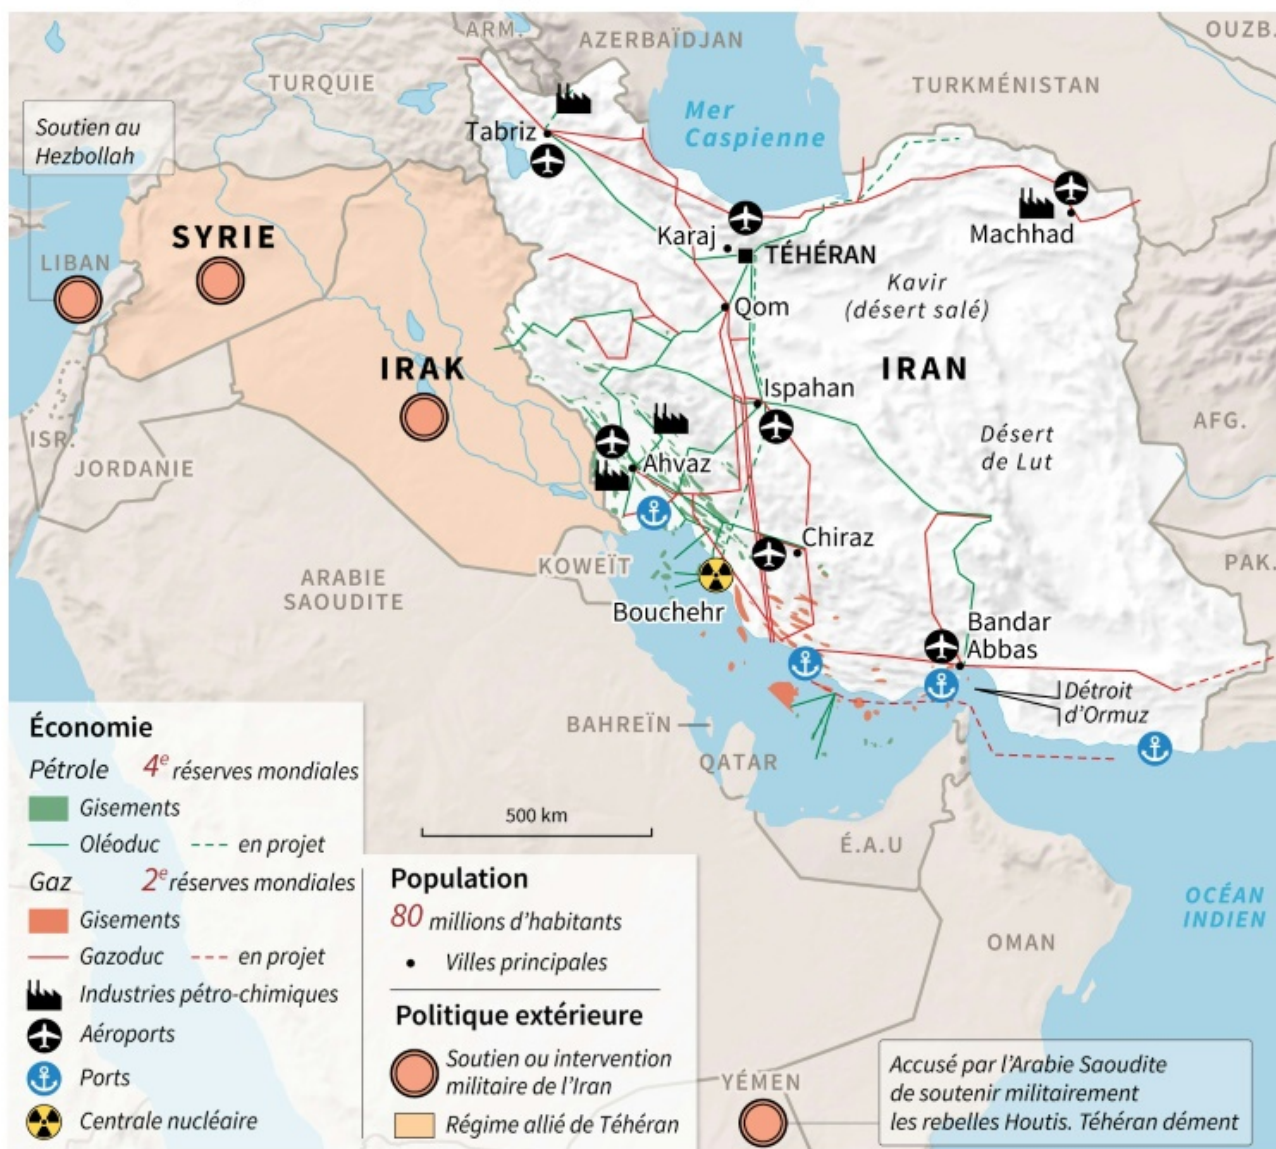 ARM.
AZERBAÏDJAN
OUZB.
TURQUIE
TURKMÉNISTAN
Mer
Caspienne
Soutien au
Hezbollah
Tabriz
SYRIE
Karaj
TÉHÉRAN
Machhad
LIBAN
Kavir
(désert salé)
Qom
IRAK
IRAN
Ispahan
AFG.
ISR.
JORDANIE
Désert
de Lut
Ahvaz
Chiraz
KOWEÏT
PAK.
ARABIE
SAOUDITE
Bouchehr
Bandar
Abbas
Détroit
d'Ormuz
BAHREÏN
QATAR
É.A.U
OMAN
OCÉAN
INDIEN
YÉMEN
500 km
Économie
Pétrole 4e réserves mondiales
Gisements
Oléoduc en projet
Gaz 2e réserves mondiales
Gisements
Gazoduc en projet
Industries pétro-chimiques
Aéroports
Ports
Centrale nucléaire
Population
80 millions d'habitants
Villes principales
Politique extérieure
Soutien ou intervention
militaire de l'Iran
Régime allié de Téhéran
Accusé par l'Arabie Saoudite
de soutenir militairement
les rebelles Houtis. Téhéran dément